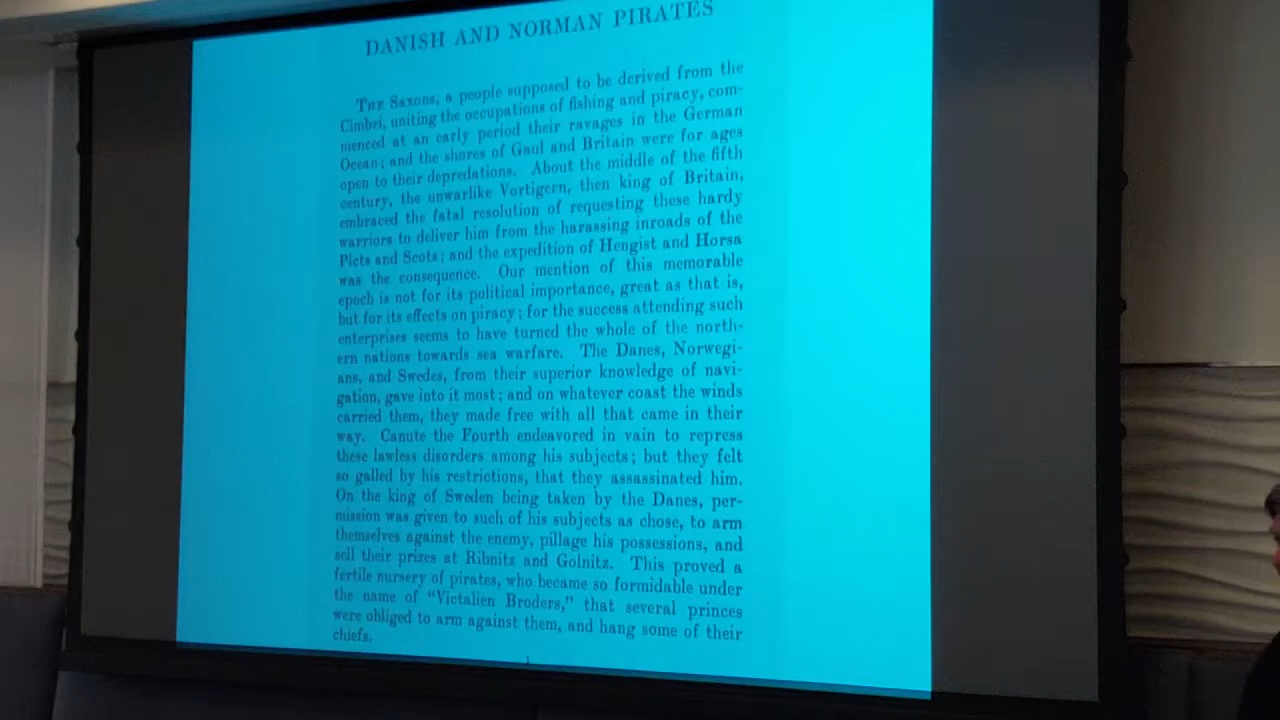 DANISH AND NORMAN PIRATES
THE SAXONS, a people supposed to be derived from the
Cimbri, uniting the occupations of fishing and piracy, com-
menced at an early period their ravages in the German
Ocean; and the shores of Gaul and Britain were for ages
open to their depredations. About the middle of the fifth
century, the unwarlike Vortigern, then king of Britain,
embraced the fatal resolution of requesting these hardy
warriors to deliver him from the harassing inroads of the
Picts and Scots; and the expedition of Hengist and Horsa
was the consequence. Our mention of this memorable
epoch is not for its political importance, great as that is,
but for its effects on piracy; for the success attending such
enterprises seems to have turned the whole of the north-
ern nations towards sea warfare. The Danes, Norwegi-
ans, and Swedes, from their superior knowledge of navi-
gation, gave into it most; and on whatever coast the winds
carried them, they made free with all that came in their
way. Canute the Fourth endeavored in vain to repress
these lawless disorders among his subjects; but they felt
so galled by his restrictions, that they assassinated him.
On the king of Sweden being taken by the Danes, per-
mission was given to such of his subjects as chose, to arm
themselves against the enemy, pillage his possessions, and
sell their prizes at Ribnitz and Golnitz. This proved a
fertile nursery of pirates, who became so formidable under
the name of "Victalien Broders," that several princes
were obliged to arm against them, and hang some of their
chiefs.